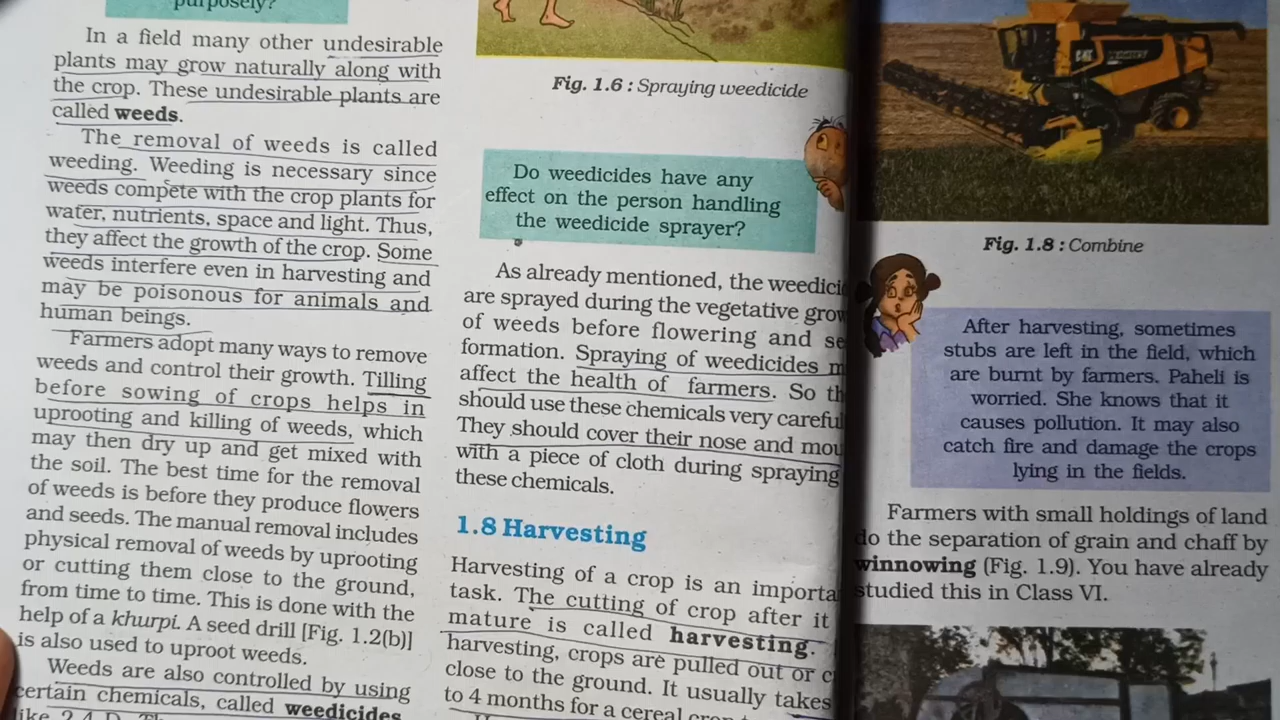 purposely?
In a field many other undesirable
plants may grow naturally along with
the crop. These undesirable plants are
called weeds.
The removal of weeds is called
weeding. Weeding is necessary since
weeds compete with the crop plants for
water, nutrients, space and light. Thus,
they affect the growth of the crop. Some
weeds interfere even in harvesting and
may be poisonous for animals and
human beings.
Farmers adopt many ways to remove
weeds and control their growth. Tilling
before sowing of crops helps in
uprooting and killing of weeds, which
may then dry up and get mixed with
the soil. The best time for the removal
of weeds is before they produce flowers
and seeds. The manual removal includes
physical removal of weeds by uprooting
or cutting them close to the ground,
from time to time. This is done with the
help of a khurpi. A seed drill [Fig. 1.2(b)]
is also used to uproot weeds.
Weeds are also controlled by using
certain chemicals, called weedicides,
like 2,4-D.
Fig. 1.6 : Spraying weedicide
Do weedicides have any
effect on the person handling
the weedicide sprayer?
As already mentioned, the
are sprayed during the vegetative
of weeds before flowering and
formation. Spraying of weedicides
affect the health of farmers. So
should use these chemicals very
They should cover their nose and
with a piece of cloth during spraying
these chemicals.
1.8 Harvesting
Harvesting of a crop is an
task. The cutting of crop after it
mature is called harvesting.
harvesting, crops are pulled out or
close to the ground. It usually takes
to 4 months for a cereal crop
CAT
Fig. 1.8 : Combine
After harvesting, sometimes
stubs are left in the field, which
are burnt by farmers. Paheli is
worried. She knows that it
causes pollution. It may also
catch fire and damage the crops
lying in the fields.
Farmers with small holdings of land
do the separation of grain and chaff by
winnowing (Fig. 1.9). You have already
studied this in Class VI.